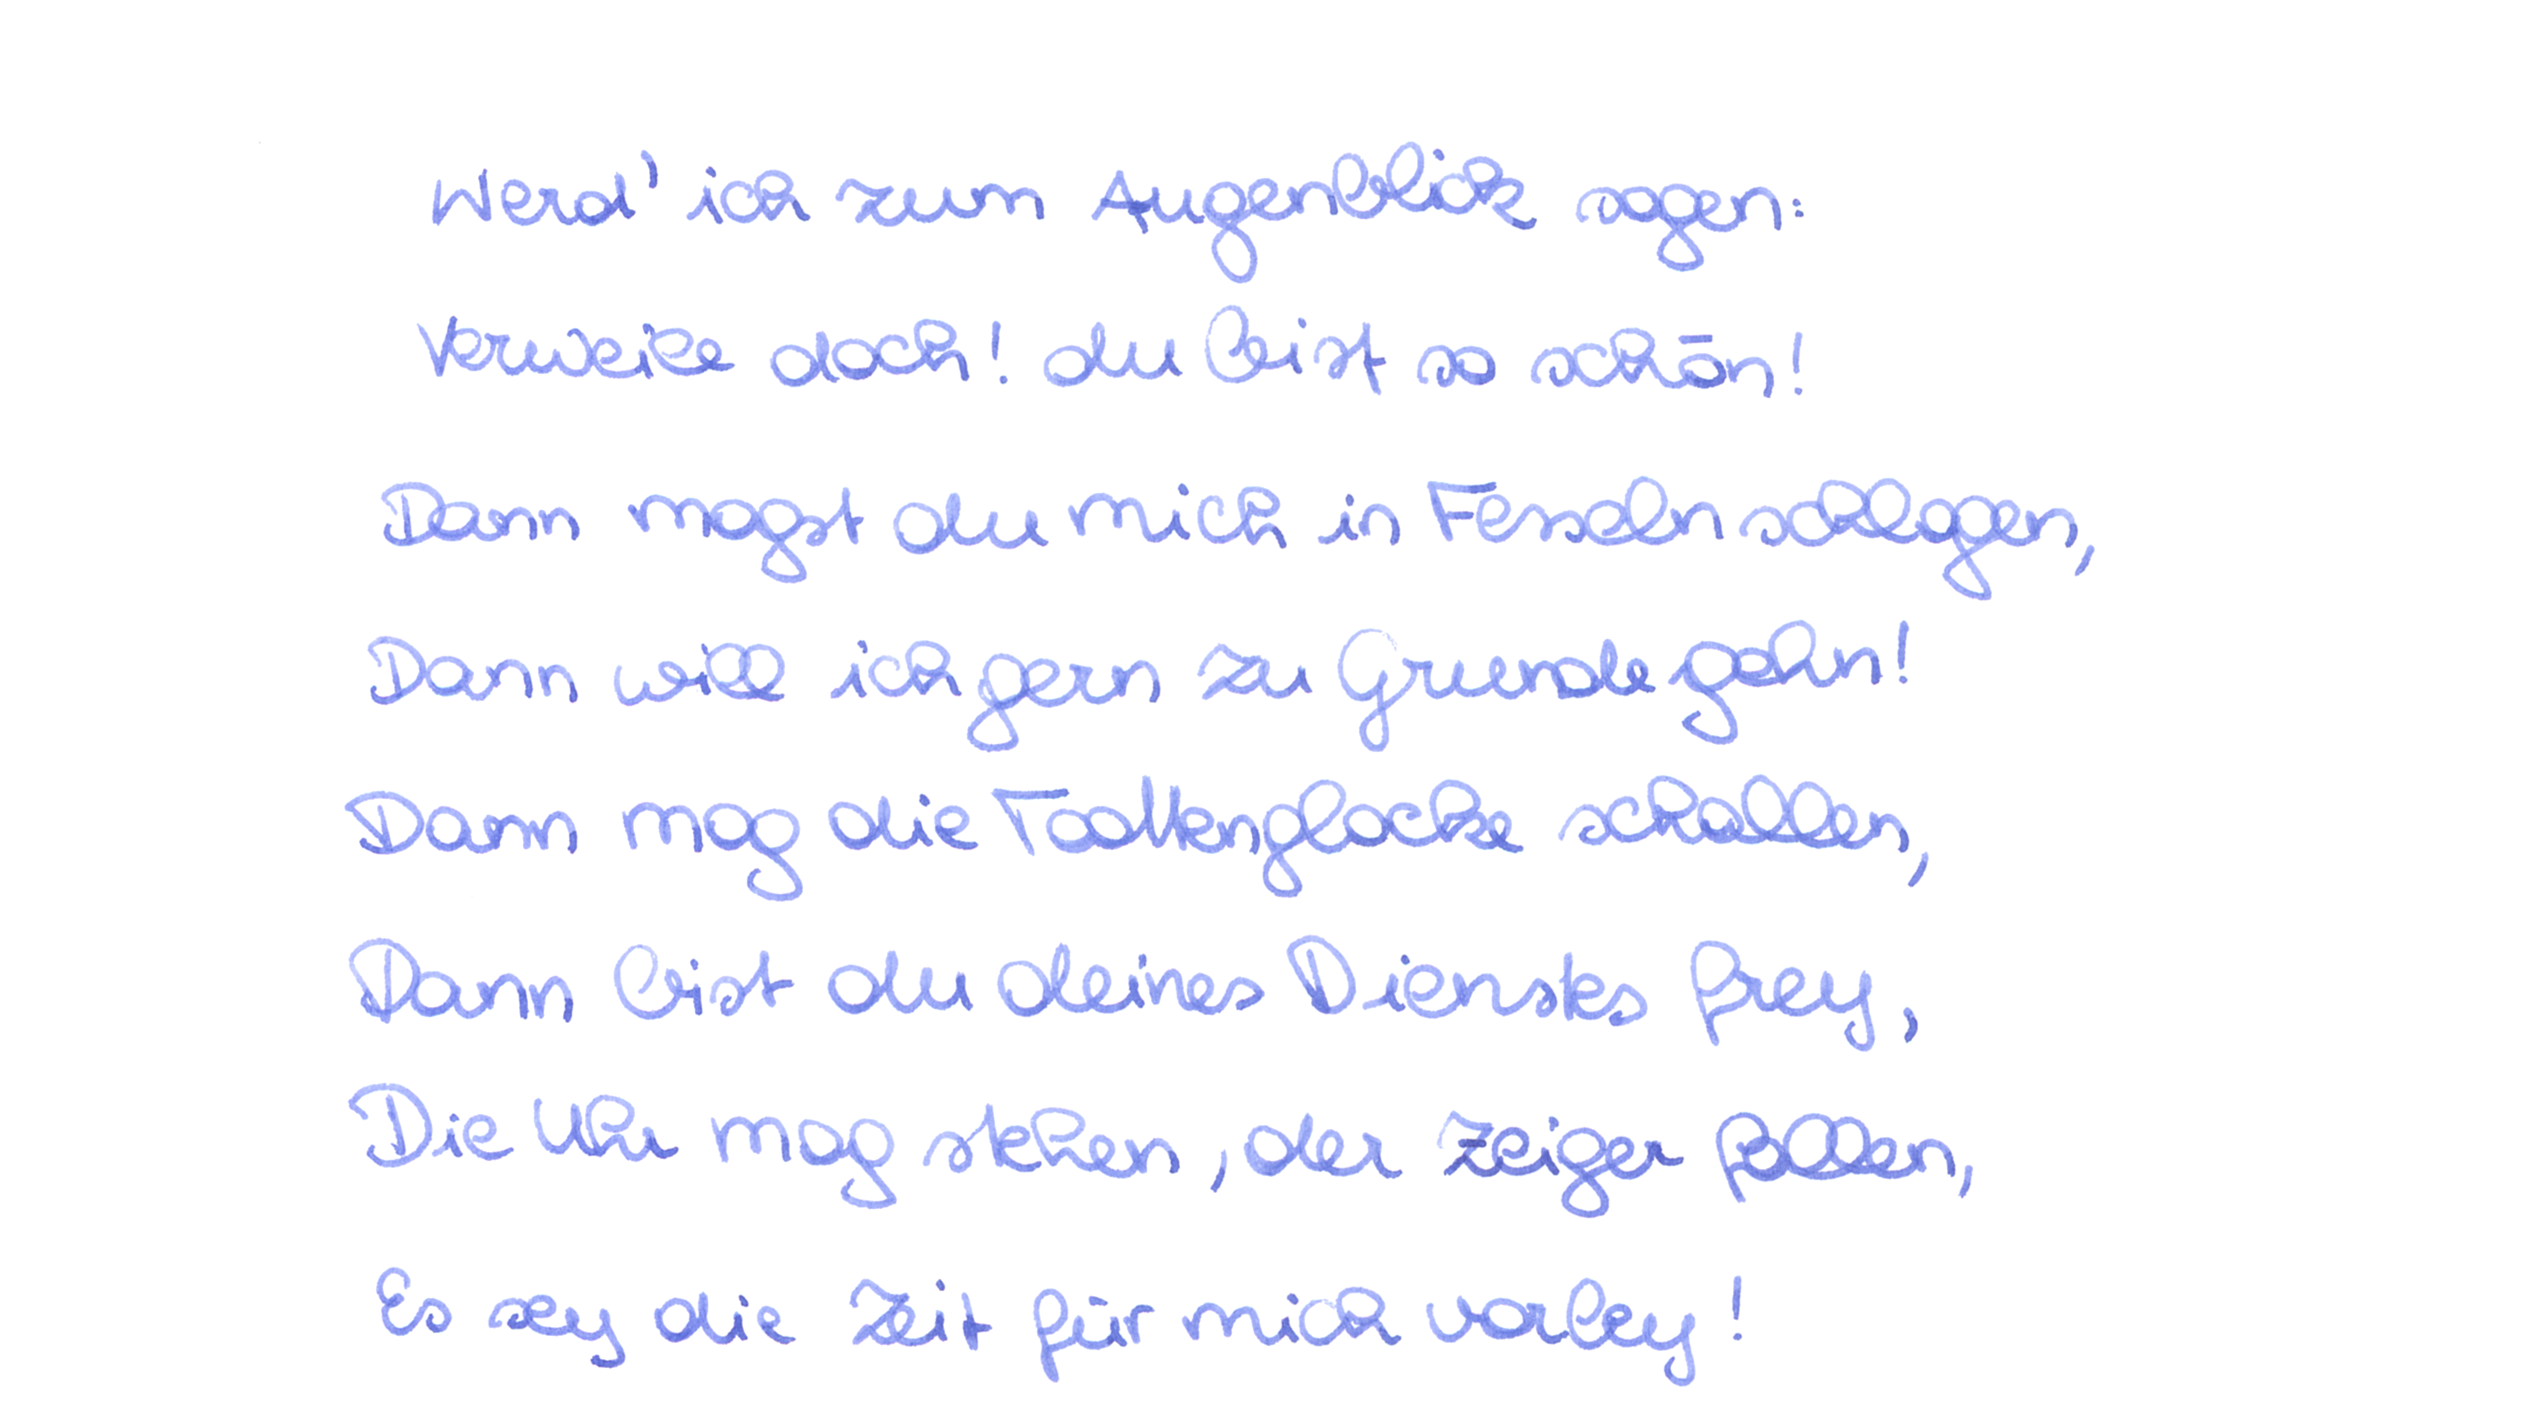 Werd' ich zum Augenblick sagen:
Verweile doch! du bist so schön!
Dann magst du mich in Fesseln schlagen,
Dann will ich gern zu Grunde gehn!
Dann mag die Todtenglocke schallen,
Dann bist du deines Dienstes frey,
Die Uhr mag stehen, der Zeiger fallen,
Es sey die Zeit für mich vorbey!